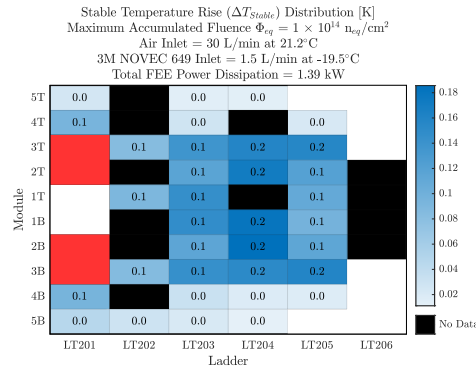 Stable Temperature Rise (ΔT_Stable) Distribution [K]
Maximum Accumulated Fluence Φ_eq = 1 × 10^14 n_eq/cm^2
Air Inlet = 30 L/min at 21.2°C
3M NOVEC 649 Inlet = 1.5 L/min at -19.5°C
Total FEE Power Dissipation = 1.39 kW
5T 0.0 0.0 0.0
4T 0.1 0.0 0.0
3T 0.1 0.1 0.2 0.2
2T 0.1 0.2 0.1
1T 0.1 0.1 0.1
1B 0.1 0.2 0.1
2B 0.1 0.2 0.1
3B 0.1 0.1 0.2 0.2
4B 0.1 0.0 0.0 0.0
5B 0.0 0.0 0.0 0.0
LT201 LT202 LT203 LT204 LT205 LT206
Ladder
Module
0.18
0.16
0.14
0.12
0.10
0.08
0.06
0.04
0.02
No Data